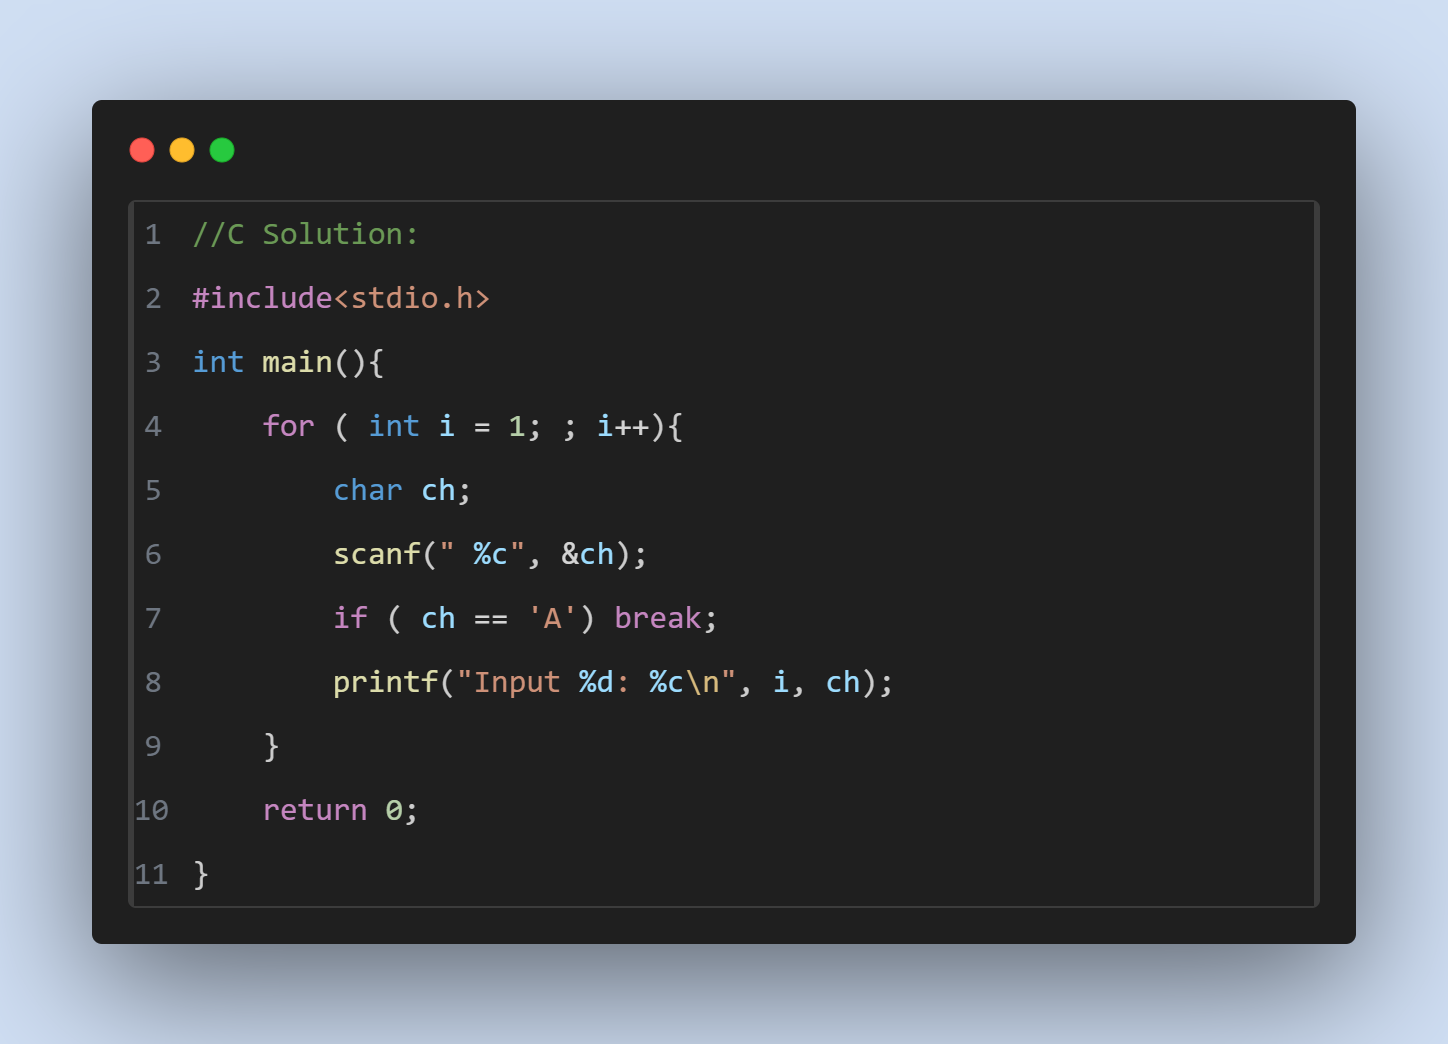 1 //C Solution:
2 #include<stdio.h>
3 int main(){
4     for ( int i = 1; ; i++){
5         char ch;
6         scanf(" %c", &ch);
7         if ( ch == 'A') break;
8         printf("Input %d: %c\n", i, ch);
9     }
10     return 0;
11 }